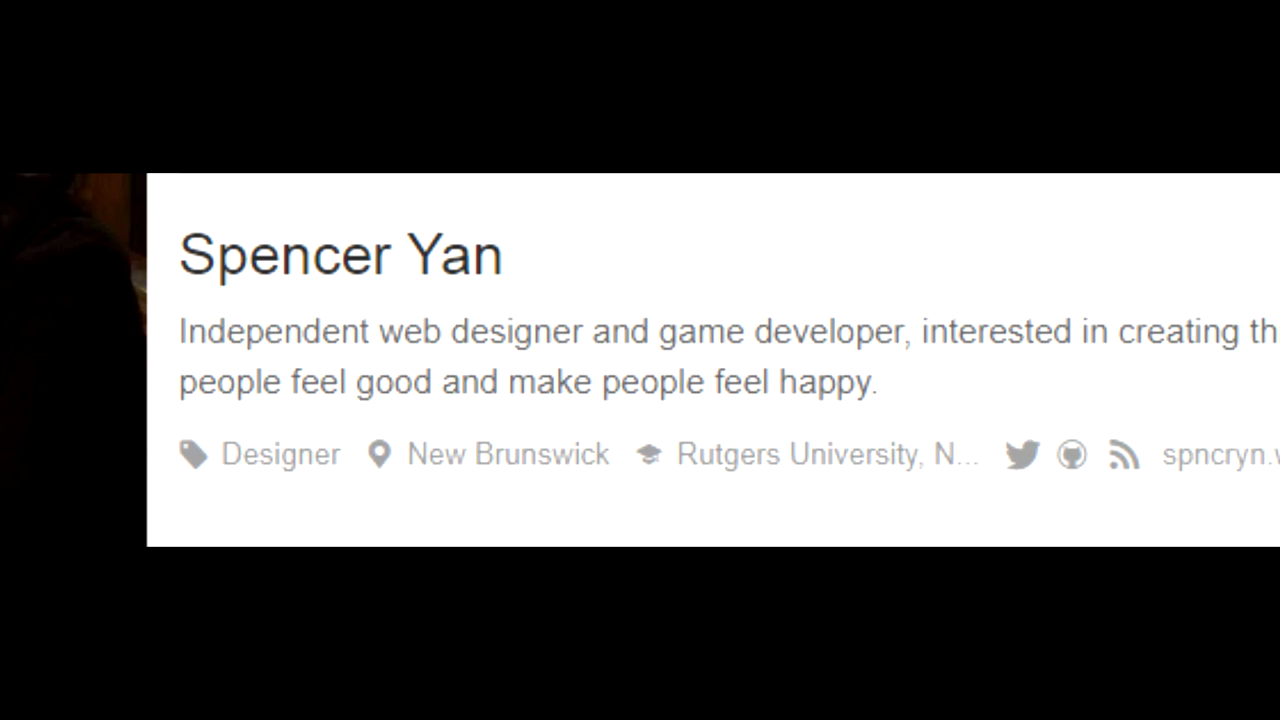 Spencer Yan
Independent web designer and game developer, interested in creating th
people feel good and make people feel happy.
Designer New Brunswick Rutgers University, N... spncryn.